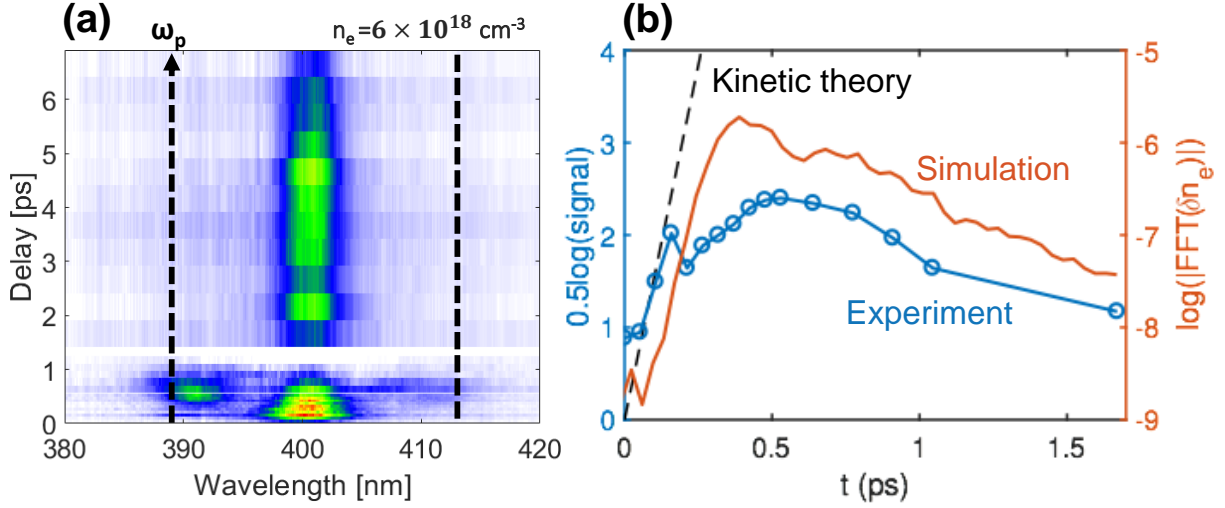 (a)
ωp
nₑ=6 × 10¹⁸ cm⁻³
Delay [ps]
6
5
4
3
2
1
0
380
390
400
410
420
Wavelength [nm]
(b)
Kinetic theory
Simulation
Experiment
0.5log(signal)
4
3
2
1
0
0
0.5
1
1.5
t (ps)
-5
-6
-7
-8
-9
log(|FFT(δnₑ)|)